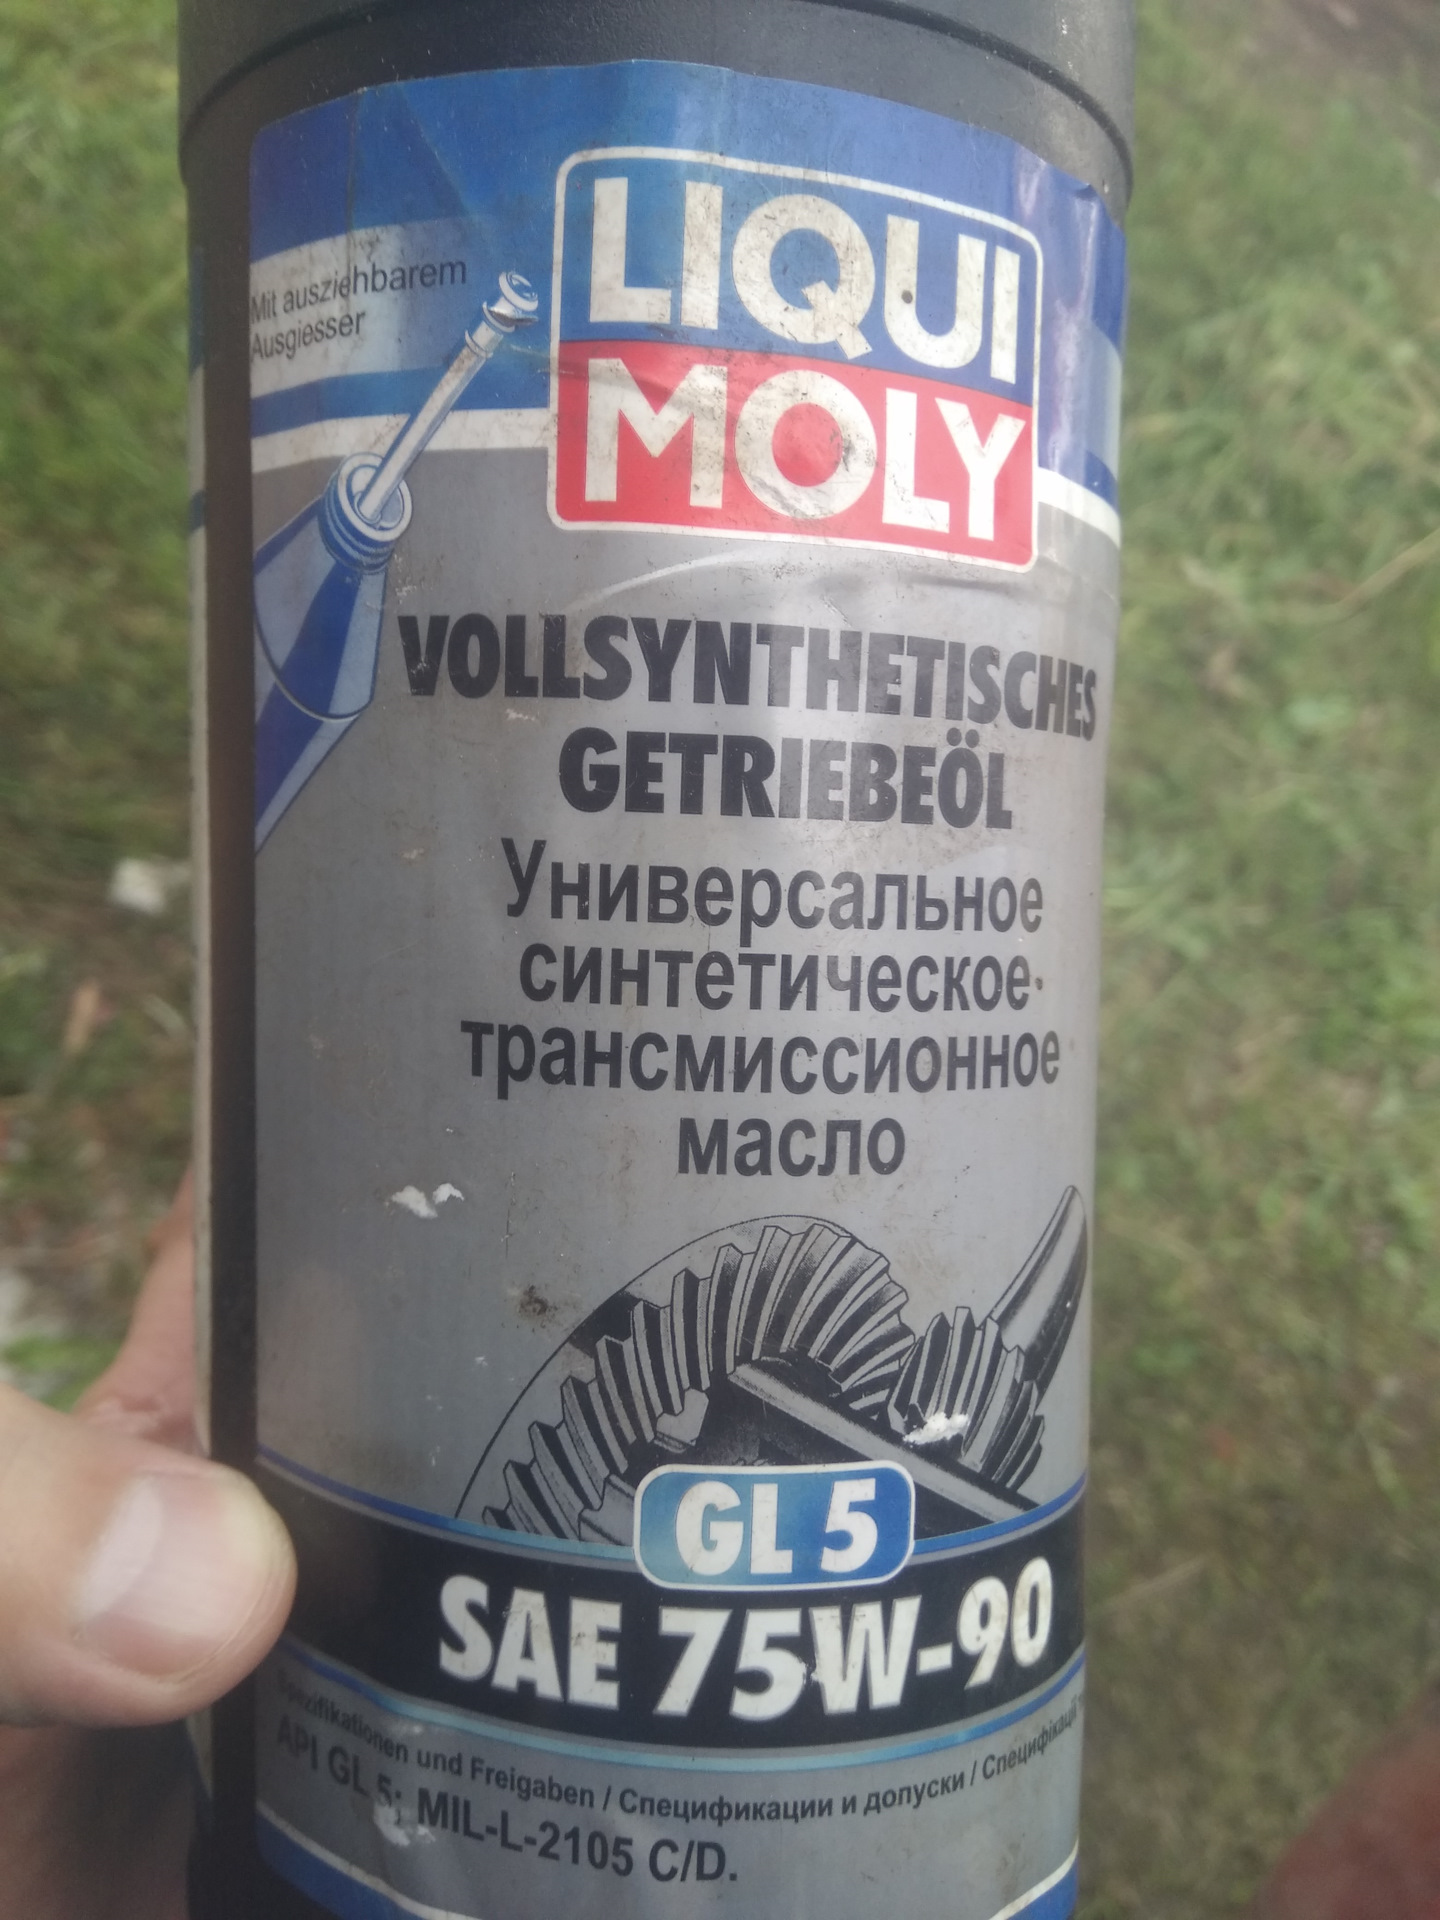 Mit ausziehbarem
Ausgiesser
LIQUI
MOLY
VOLLSYNTHETISCHES
GETRIEBEÖL
Универсальное
синтетическое
трансмиссионное
масло
GL 5
SAE 75W-90
Spezifikationen und Freigaben / Спецификации и допуски / Специфікації
API GL 5; MIL-L-2105 C/D.